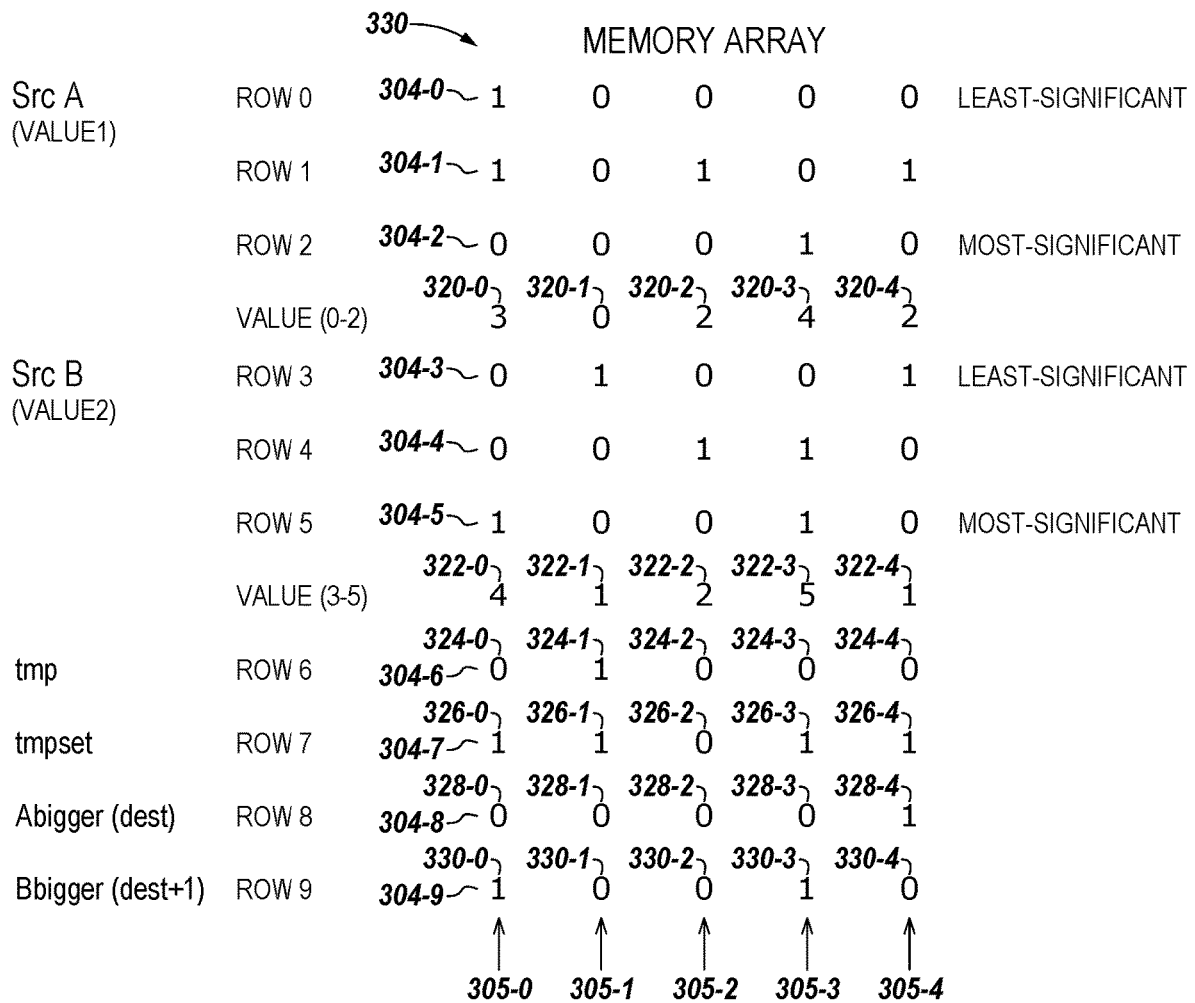 330 MEMORY ARRAY
Src A ROW 0 304-0 1 0 0 0 0 LEAST-SIGNIFICANT
(VALUE1)
ROW 1 304-1 1 0 1 0 1
ROW 2 304-2 0 0 0 1 0 MOST-SIGNIFICANT
320-0 320-1 320-2 320-3 320-4
VALUE (0-2) 3 0 2 4 2
Src B ROW 3 304-3 0 1 0 0 1 LEAST-SIGNIFICANT
(VALUE2)
ROW 4 304-4 0 0 1 1 0
ROW 5 304-5 1 0 0 1 0 MOST-SIGNIFICANT
322-0 322-1 322-2 322-3 322-4
VALUE (3-5) 4 1 2 5 1
324-0 324-1 324-2 324-3 324-4
tmp ROW 6 304-6 0 1 0 0 0
326-0 326-1 326-2 326-3 326-4
tmpset ROW 7 304-7 1 1 0 1 1
328-0 328-1 328-2 328-3 328-4
Abigger (dest) ROW 8 304-8 0 0 0 0 1
330-0 330-1 330-2 330-3 330-4
Bbigger (dest+1) ROW 9 304-9 1 0 0 1 0
305-0 305-1 305-2 305-3 305-4